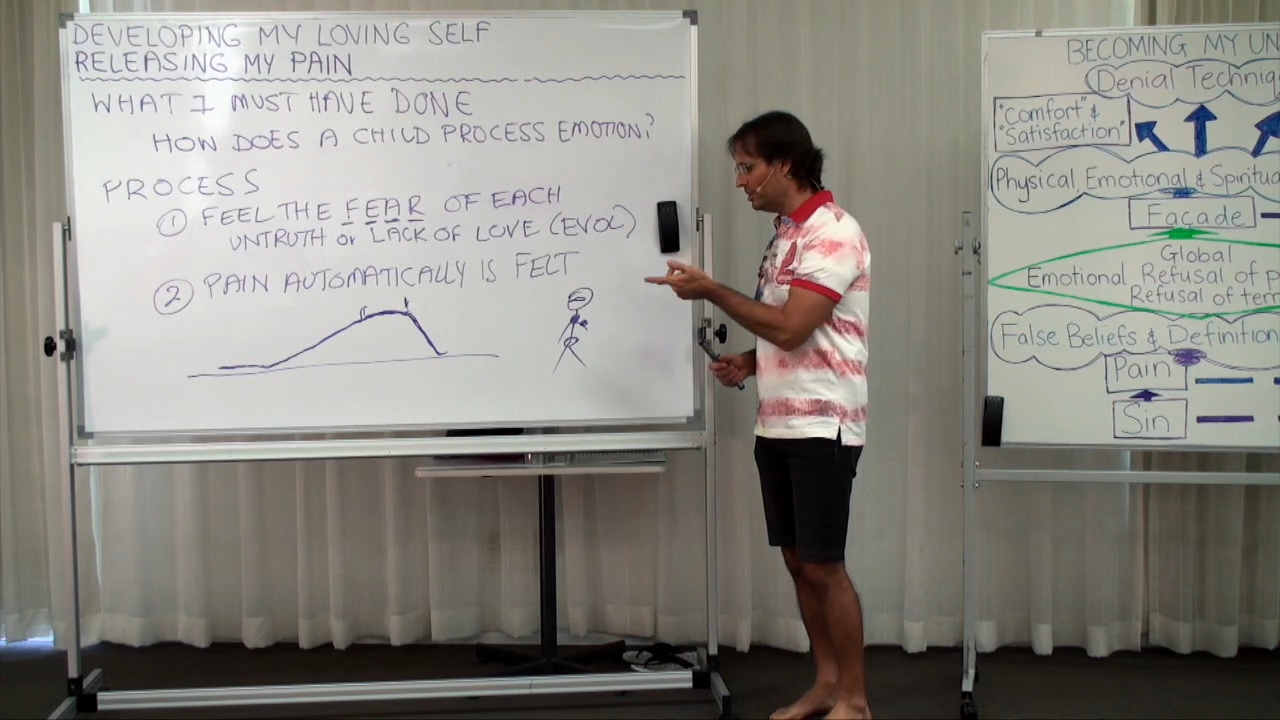 DEVELOPING MY LOVING SELF
RELEASING MY PAIN
WHAT I MUST HAVE DONE
HOW DOES A CHILD PROCESS EMOTION?
PROCESS
① FEEL THE FEAR OF EACH
UNTRUTH or LACK OF LOVE (EVOL)
② PAIN AUTOMATICALLY IS FELT
BECOMING MY UN
Denial Techniq
"Comfort" &
"Satisfaction"
Physical, Emotional & Spiritua
Façade
Global
Emotional Refusal of p
Refusal of ter
False Beliefs & Definition
Pain
Sin